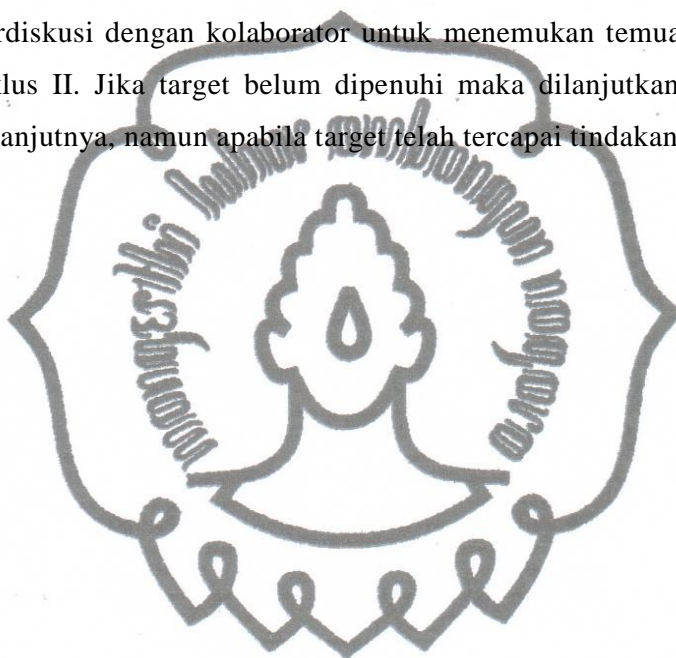 rdiskusi dengan kolaborator untuk menemukan temua
lus II. Jika target belum dipenuhi maka dilanjutkan
anjutnya, namun apabila target telah tercapai tindakan